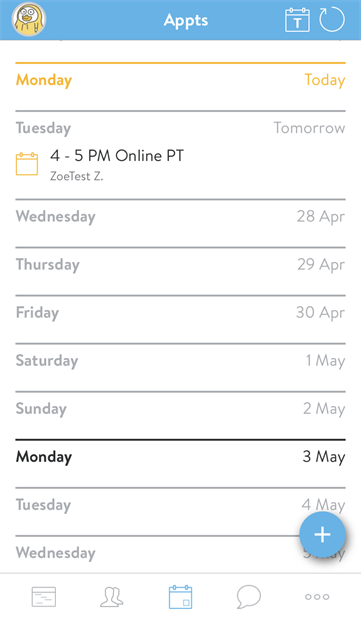 Appts
T
Monday Today
Tuesday Tomorrow
4 - 5 PM Online PT
ZoeTest Z.
Wednesday 28 Apr
Thursday 29 Apr
Friday 30 Apr
Saturday 1 May
Sunday 2 May
Monday 3 May
Tuesday 4 May
+
Wednesday 5 May